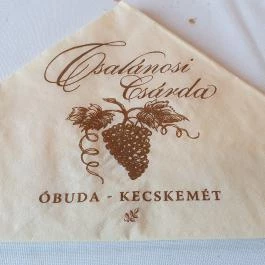 Csalánosi
Csárda
ÓBUDA - KECSKEMÉT